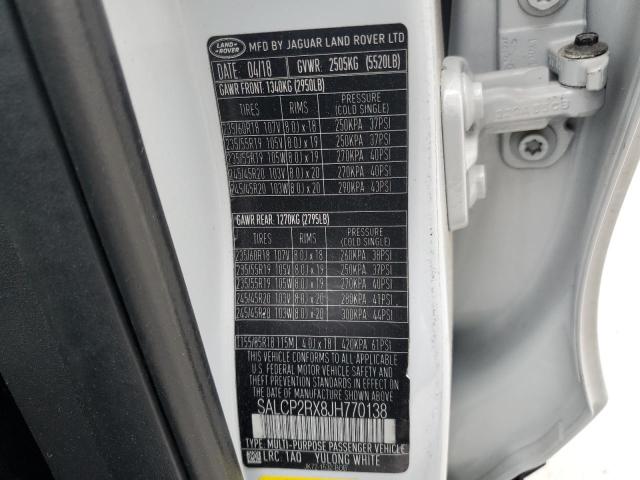 LAND ROVER MFD BY JAGUAR LAND ROVER LTD
DATE: 04/18 GVWR. 2505KG (5520LB)
GAWR FRONT. 1340KG (2950LB)
TIRES RIMS PRESSURE (COLD SINGLE)
235/60R18 107V 8.0J x 18 250KPA 37PSI
235/55R19 105V 8.0J x 19 250KPA 37PSI
235/55R19 105W 8.0J x 19 270KPA 40PSI
245/45R20 103V 8.0J x 20 270KPA 40PSI
245/45R20 103W 8.0J x 20 290KPA 43PSI
GAWR REAR. 1270KG (2795LB)
TIRES RIMS PRESSURE (COLD SINGLE)
235/60R18 107V 8.0J x 18 260KPA 38PSI
235/55R19 105V 8.0J x 19 250KPA 37PSI
235/55R19 105W 8.0J x 19 270KPA 40PSI
245/45R20 103V 8.0J x 20 280KPA 41PSI
245/45R20 103W 8.0J x 20 300KPA 44PSI
T155/85R18 115M 4.0J x 18 420KPA 61PSI
THIS VEHICLE CONFORMS TO ALL APPLICABLE
U.S. FEDERAL MOTOR VEHICLE SAFETY AND
THEFT PREVENTION STANDARDS IN EFFECT
ON THE DATE OF MANUFACTURE SHOWN ABOVE
SALCP2RX8JH770138
TYPE: MULTI-PURPOSE PASSENGER VEHICLE
LRC: 1AQ YULONG WHITE